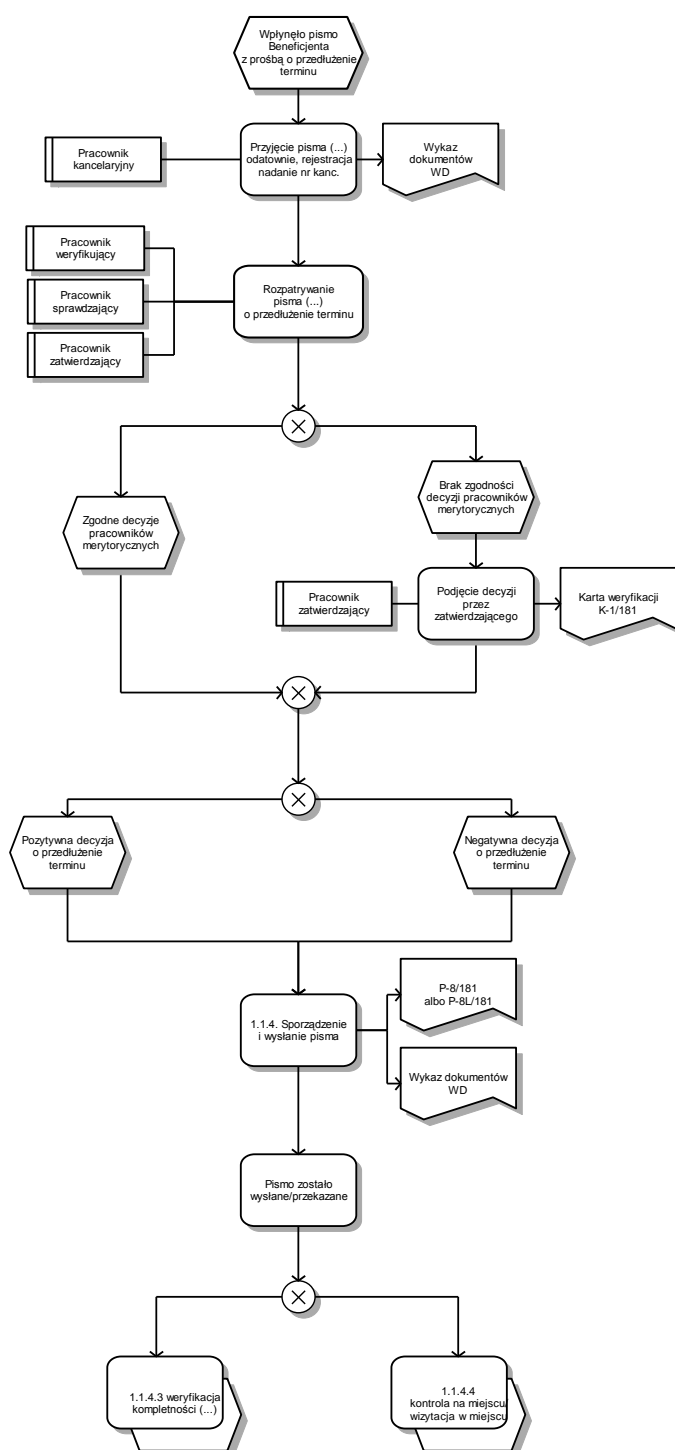 Wpłynęło pismo
Beneficjenta
z prośbą o przedłużenie
terminu
Pracownik
kancelaryjny
Przyjęcie pisma (...)
odatownie, rejestracja
nadanie nr kanc.
Wykaz
dokumentów
WD
Pracownik
weryfikujący
Pracownik
sprawdzający
Pracownik
zatwierdzający
Rozpatrywanie
pisma (...)
o przedłużenie terminu
Zgodne decyzje
pracowników
merytorycznych
Brak zgodności
decyzji pracowników
merytorycznych
Pracownik
zatwierdzający
Podjęcie decyzji
przez
zatwierdzającego
Karta weryfikacji
K-1/181
Pozytywna decyzja
o przedłużenie
terminu
Negatywna decyzja
o przedłużenie
terminu
1.1.4. Sporządzenie
i wysłanie pisma
P-8/181
albo P-8L/181
Wykaz dokumentów
WD
Pismo zostało
wysłane/przekazane
1.1.4.3 weryfikacja
kompletności (...)
1.1.4.4
kontrola na miejscu/
wizytacja w miejscu